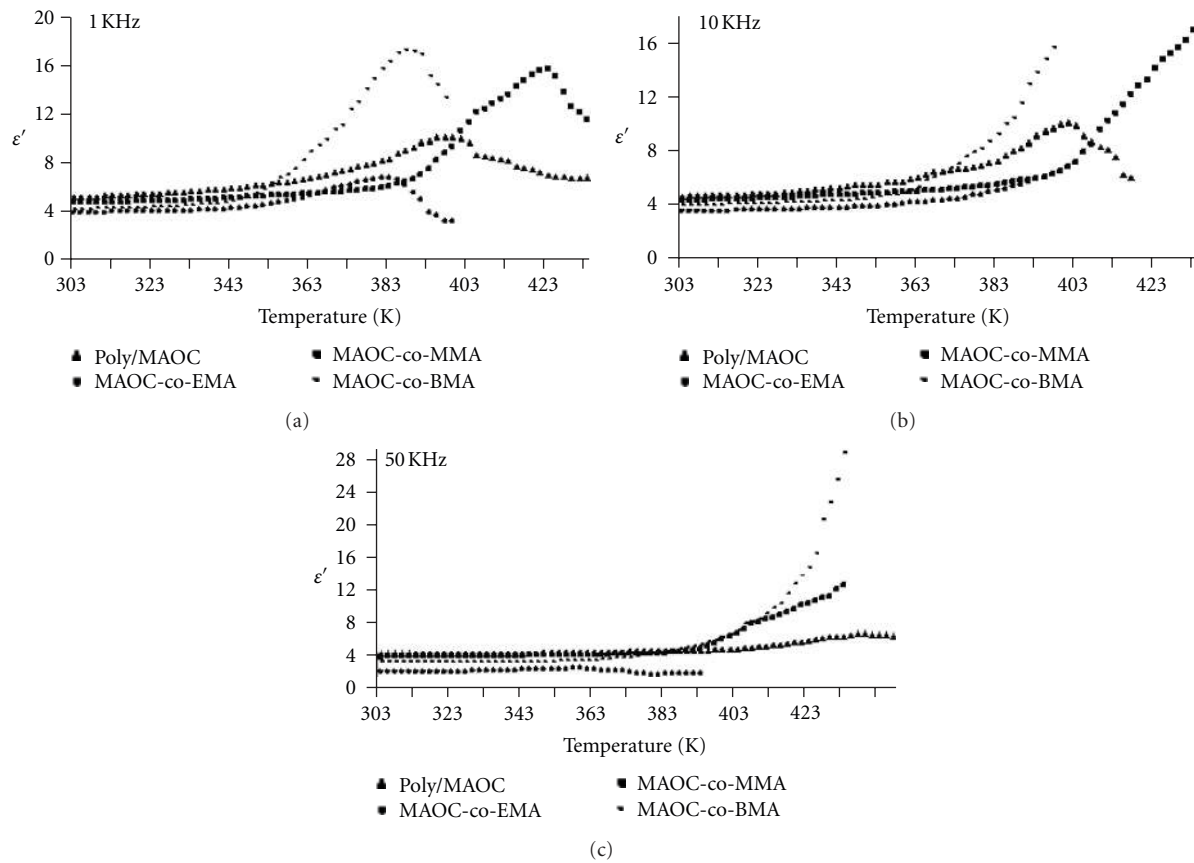 1 KHz
20
16
12
8
4
0
ε′
303 323 343 363 383 403 423
Temperature (K)
Poly/MAOC
MAOC-co-MMA
MAOC-co-EMA
MAOC-co-BMA
(a)
10 KHz
16
12
8
4
0
ε′
303 323 343 363 383 403 423
Temperature (K)
Poly/MAOC
MAOC-co-MMA
MAOC-co-EMA
MAOC-co-BMA
(b)
50 KHz
28
24
20
16
12
8
4
0
ε′
303 323 343 363 383 403 423
Temperature (K)
Poly/MAOC
MAOC-co-MMA
MAOC-co-EMA
MAOC-co-BMA
(c)